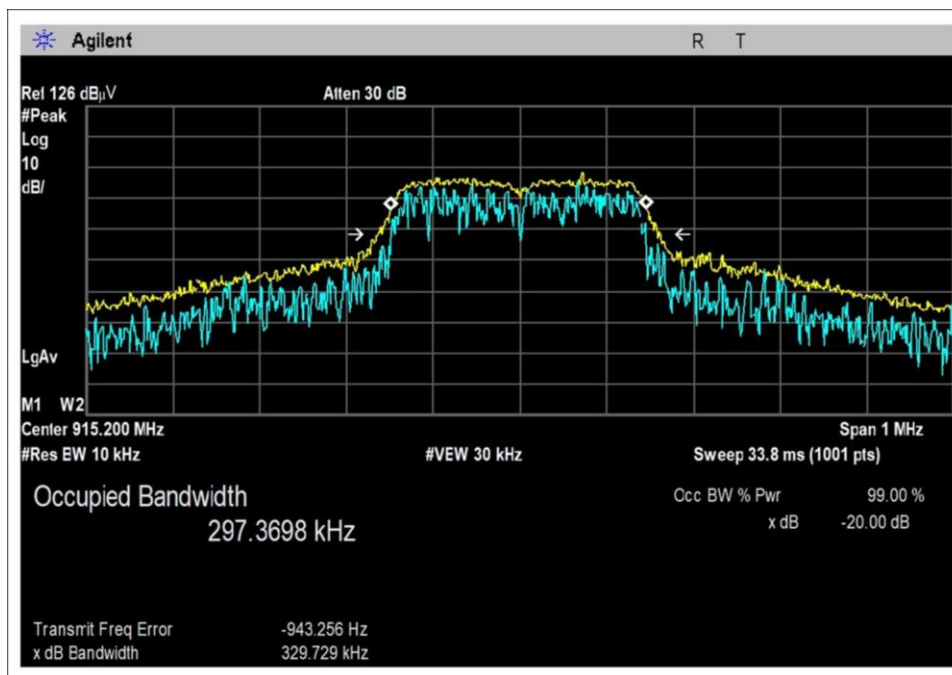 Agilent R T
Rel 126 dBµV Atten 30 dB
#Peak
Log
10
dB/
LgAv
M1 W2
Center 915.200 MHz Span 1 MHz
#Res BW 10 kHz #VBW 30 kHz Sweep 33.8 ms (1001 pts)
Occupied Bandwidth Occ BW % Pwr 99.00 %
297.3698 kHz x dB -20.00 dB
Transmit Freq Error -943.256 Hz
x dB Bandwidth 329.729 kHz